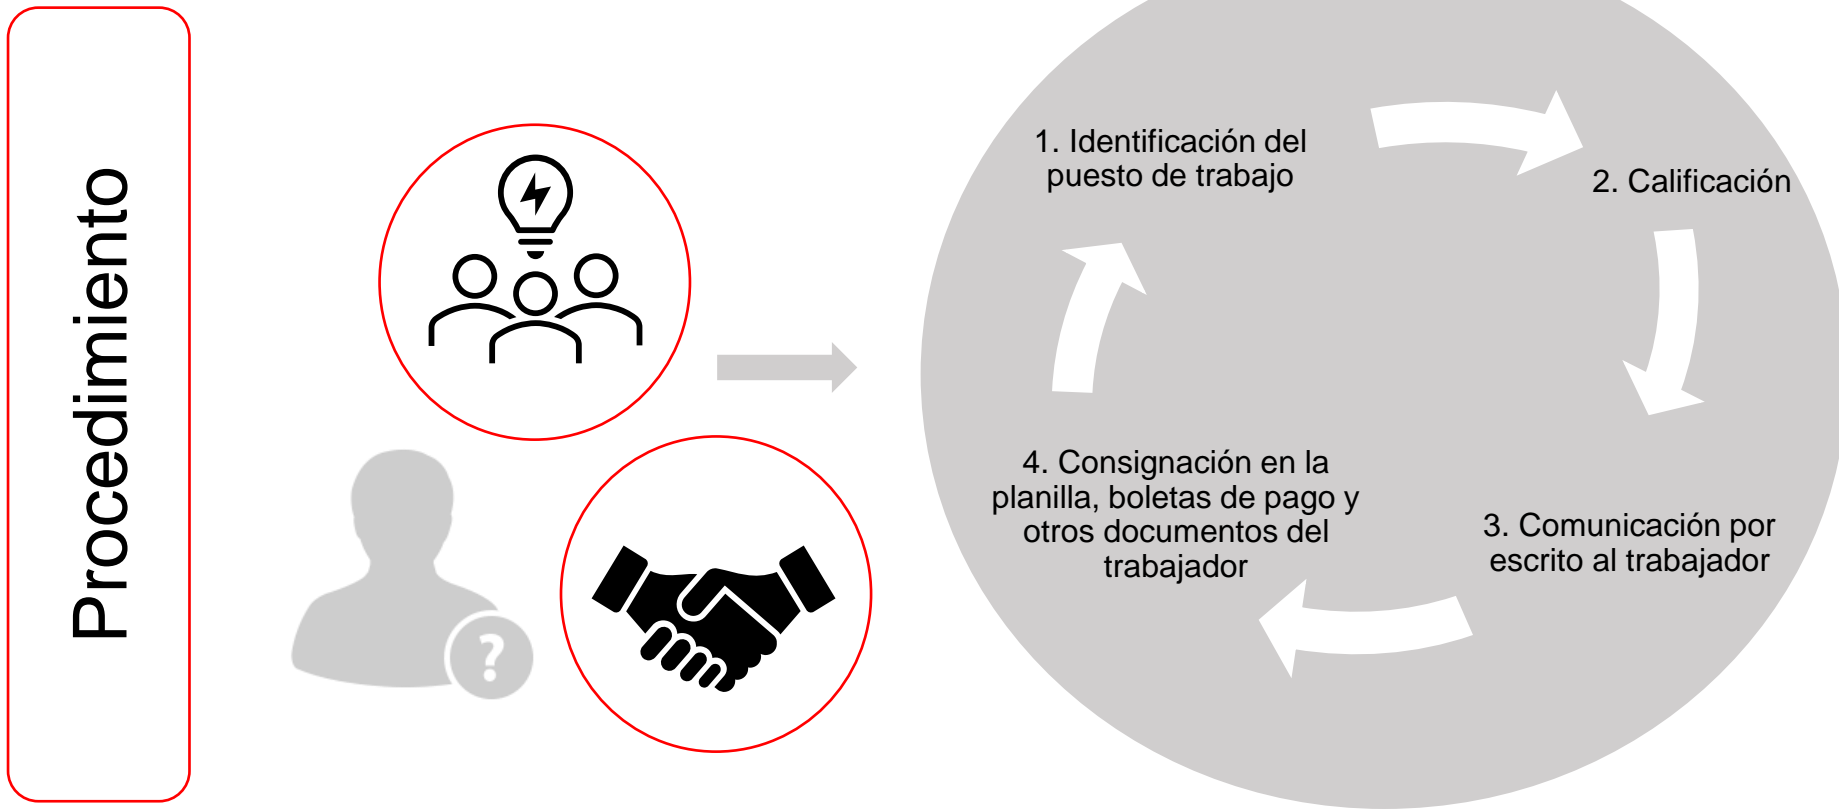 Procedimiento
1. Identificación del
puesto de trabajo
2. Calificación
3. Comunicación por
escrito al trabajador
4. Consignación en la
planilla, boletas de pago y
otros documentos del
trabajador
?